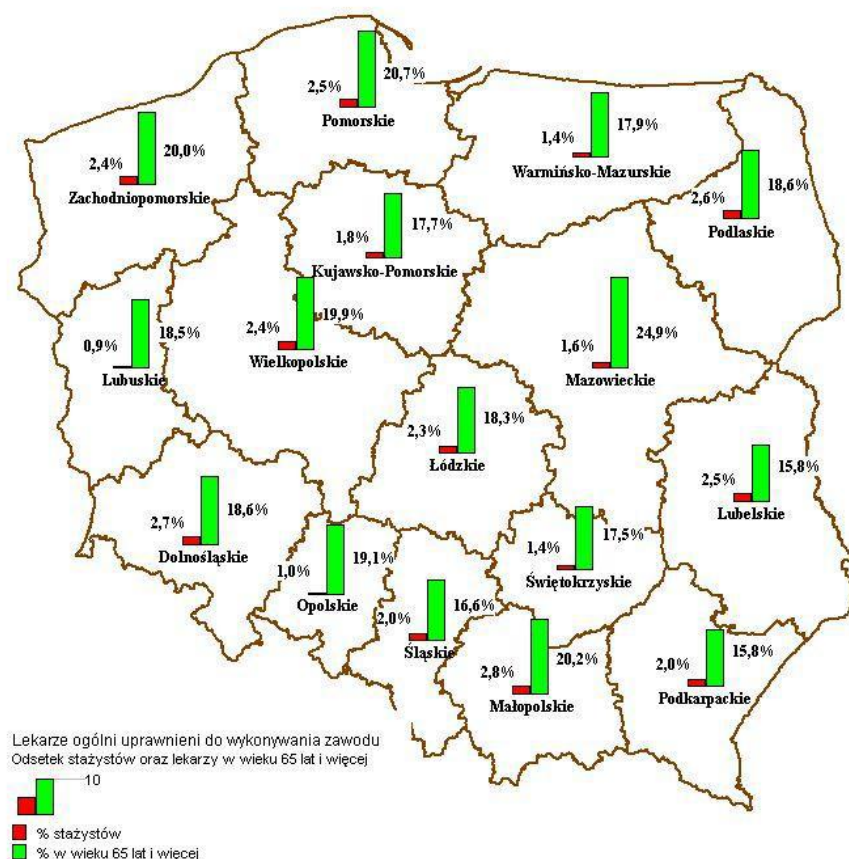 20,7%
2,5%
Pomorskie
17,9%
1,4%
Warmińsko-Mazurskie
20,0%
2,4%
Zachodniopomorskie
18,6%
2,6%
Podlaskie
17,7%
1,8%
Kujawsko-Pomorskie
19,9%
2,4%
Wielkopolskie
18,5%
0,9%
Lubuskie
24,9%
1,6%
Mazowieckie
18,3%
2,3%
Łódzkie
15,8%
2,5%
Lubelskie
18,6%
2,7%
Dolnośląskie
19,1%
1,0%
Opolskie
17,5%
1,4%
Świętokrzyskie
16,6%
2,0%
Śląskie
20,2%
2,8%
Małopolskie
15,8%
2,0%
Podkarpackie
Lekarze ogólni uprawnieni do wykonywania zawodu
Odsetek stażystów oraz lekarzy w wieku 65 lat i więcej
10
% stażystów
% w wieku 65 lat i więcej